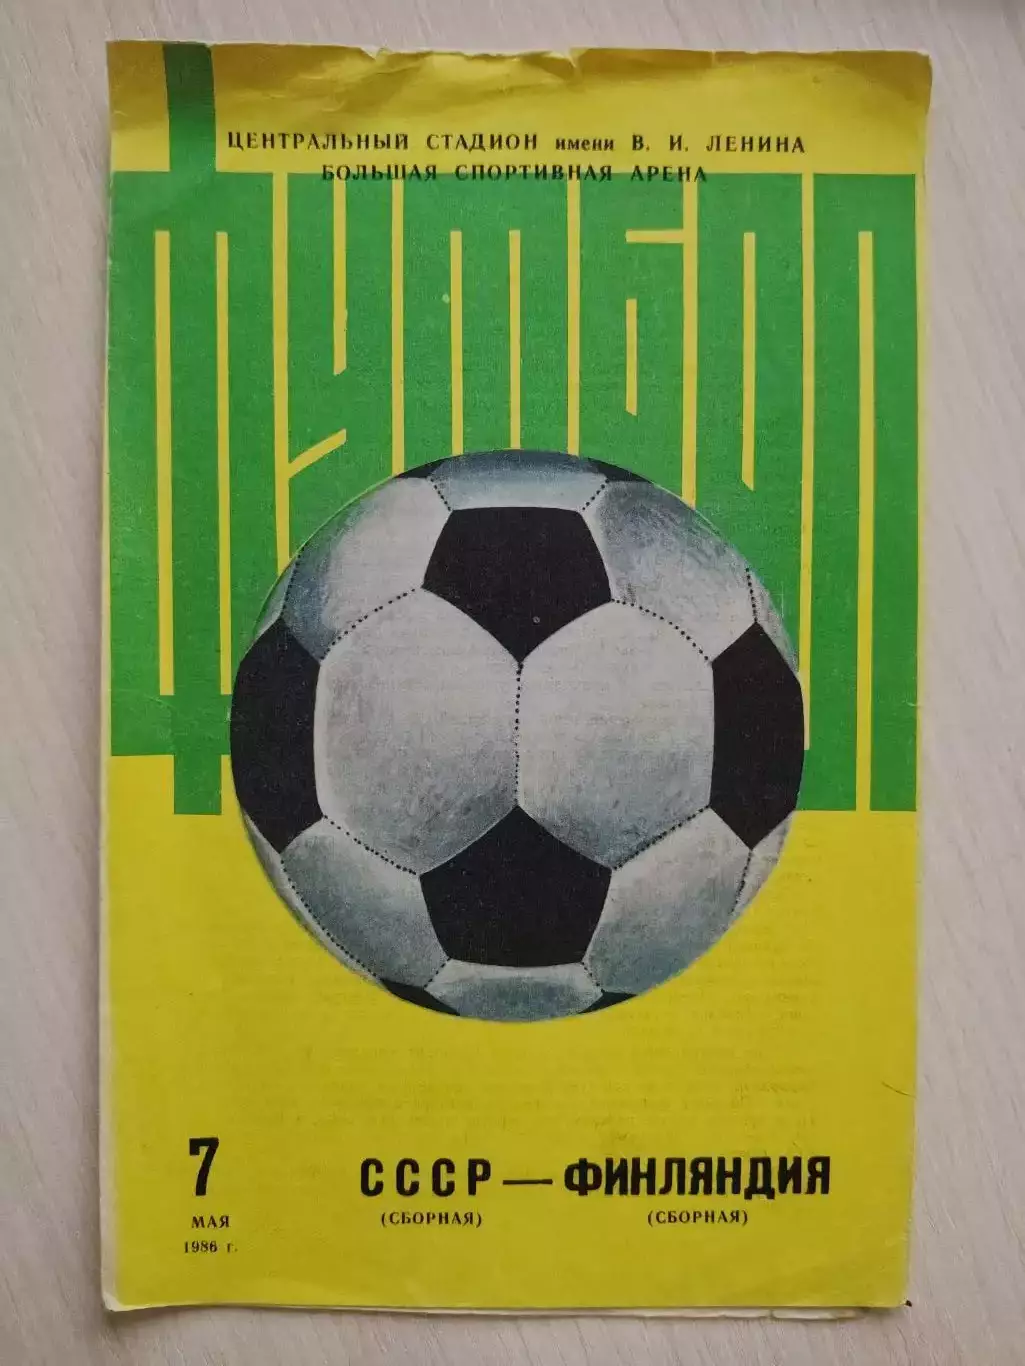 ЦЕНТРАЛЬНЫЙ СТАДИОН имени В. И. ЛЕНИНА
БОЛЬШАЯ СПОРТИВНАЯ АРЕНА
ФУТБОЛ
7
МАЯ
1986 г.
СССР — ФИНЛЯНДИЯ
(СБОРНАЯ) (СБОРНАЯ)